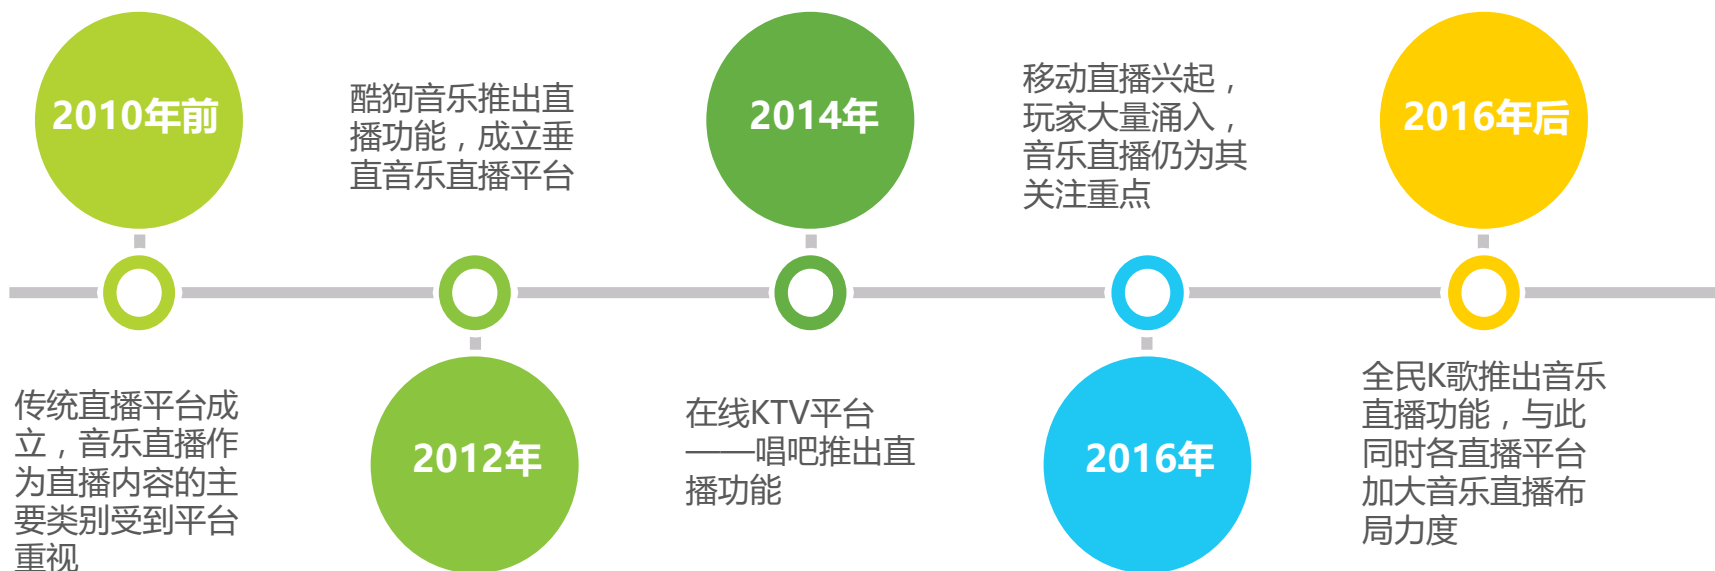 2010年前
传统直播平台成
立，音乐直播作
为直播内容的主
要类别受到平台
重视
酷狗音乐推出直
播功能，成立垂
直音乐直播平台
2012年
2014年
在线KTV平台
——唱吧推出直
播功能
移动直播兴起，
玩家大量涌入，
音乐直播仍为其
关注重点
2016年
2016年后
全民K歌推出音乐
直播功能，与此
同时各直播平台
加大音乐直播布
局力度